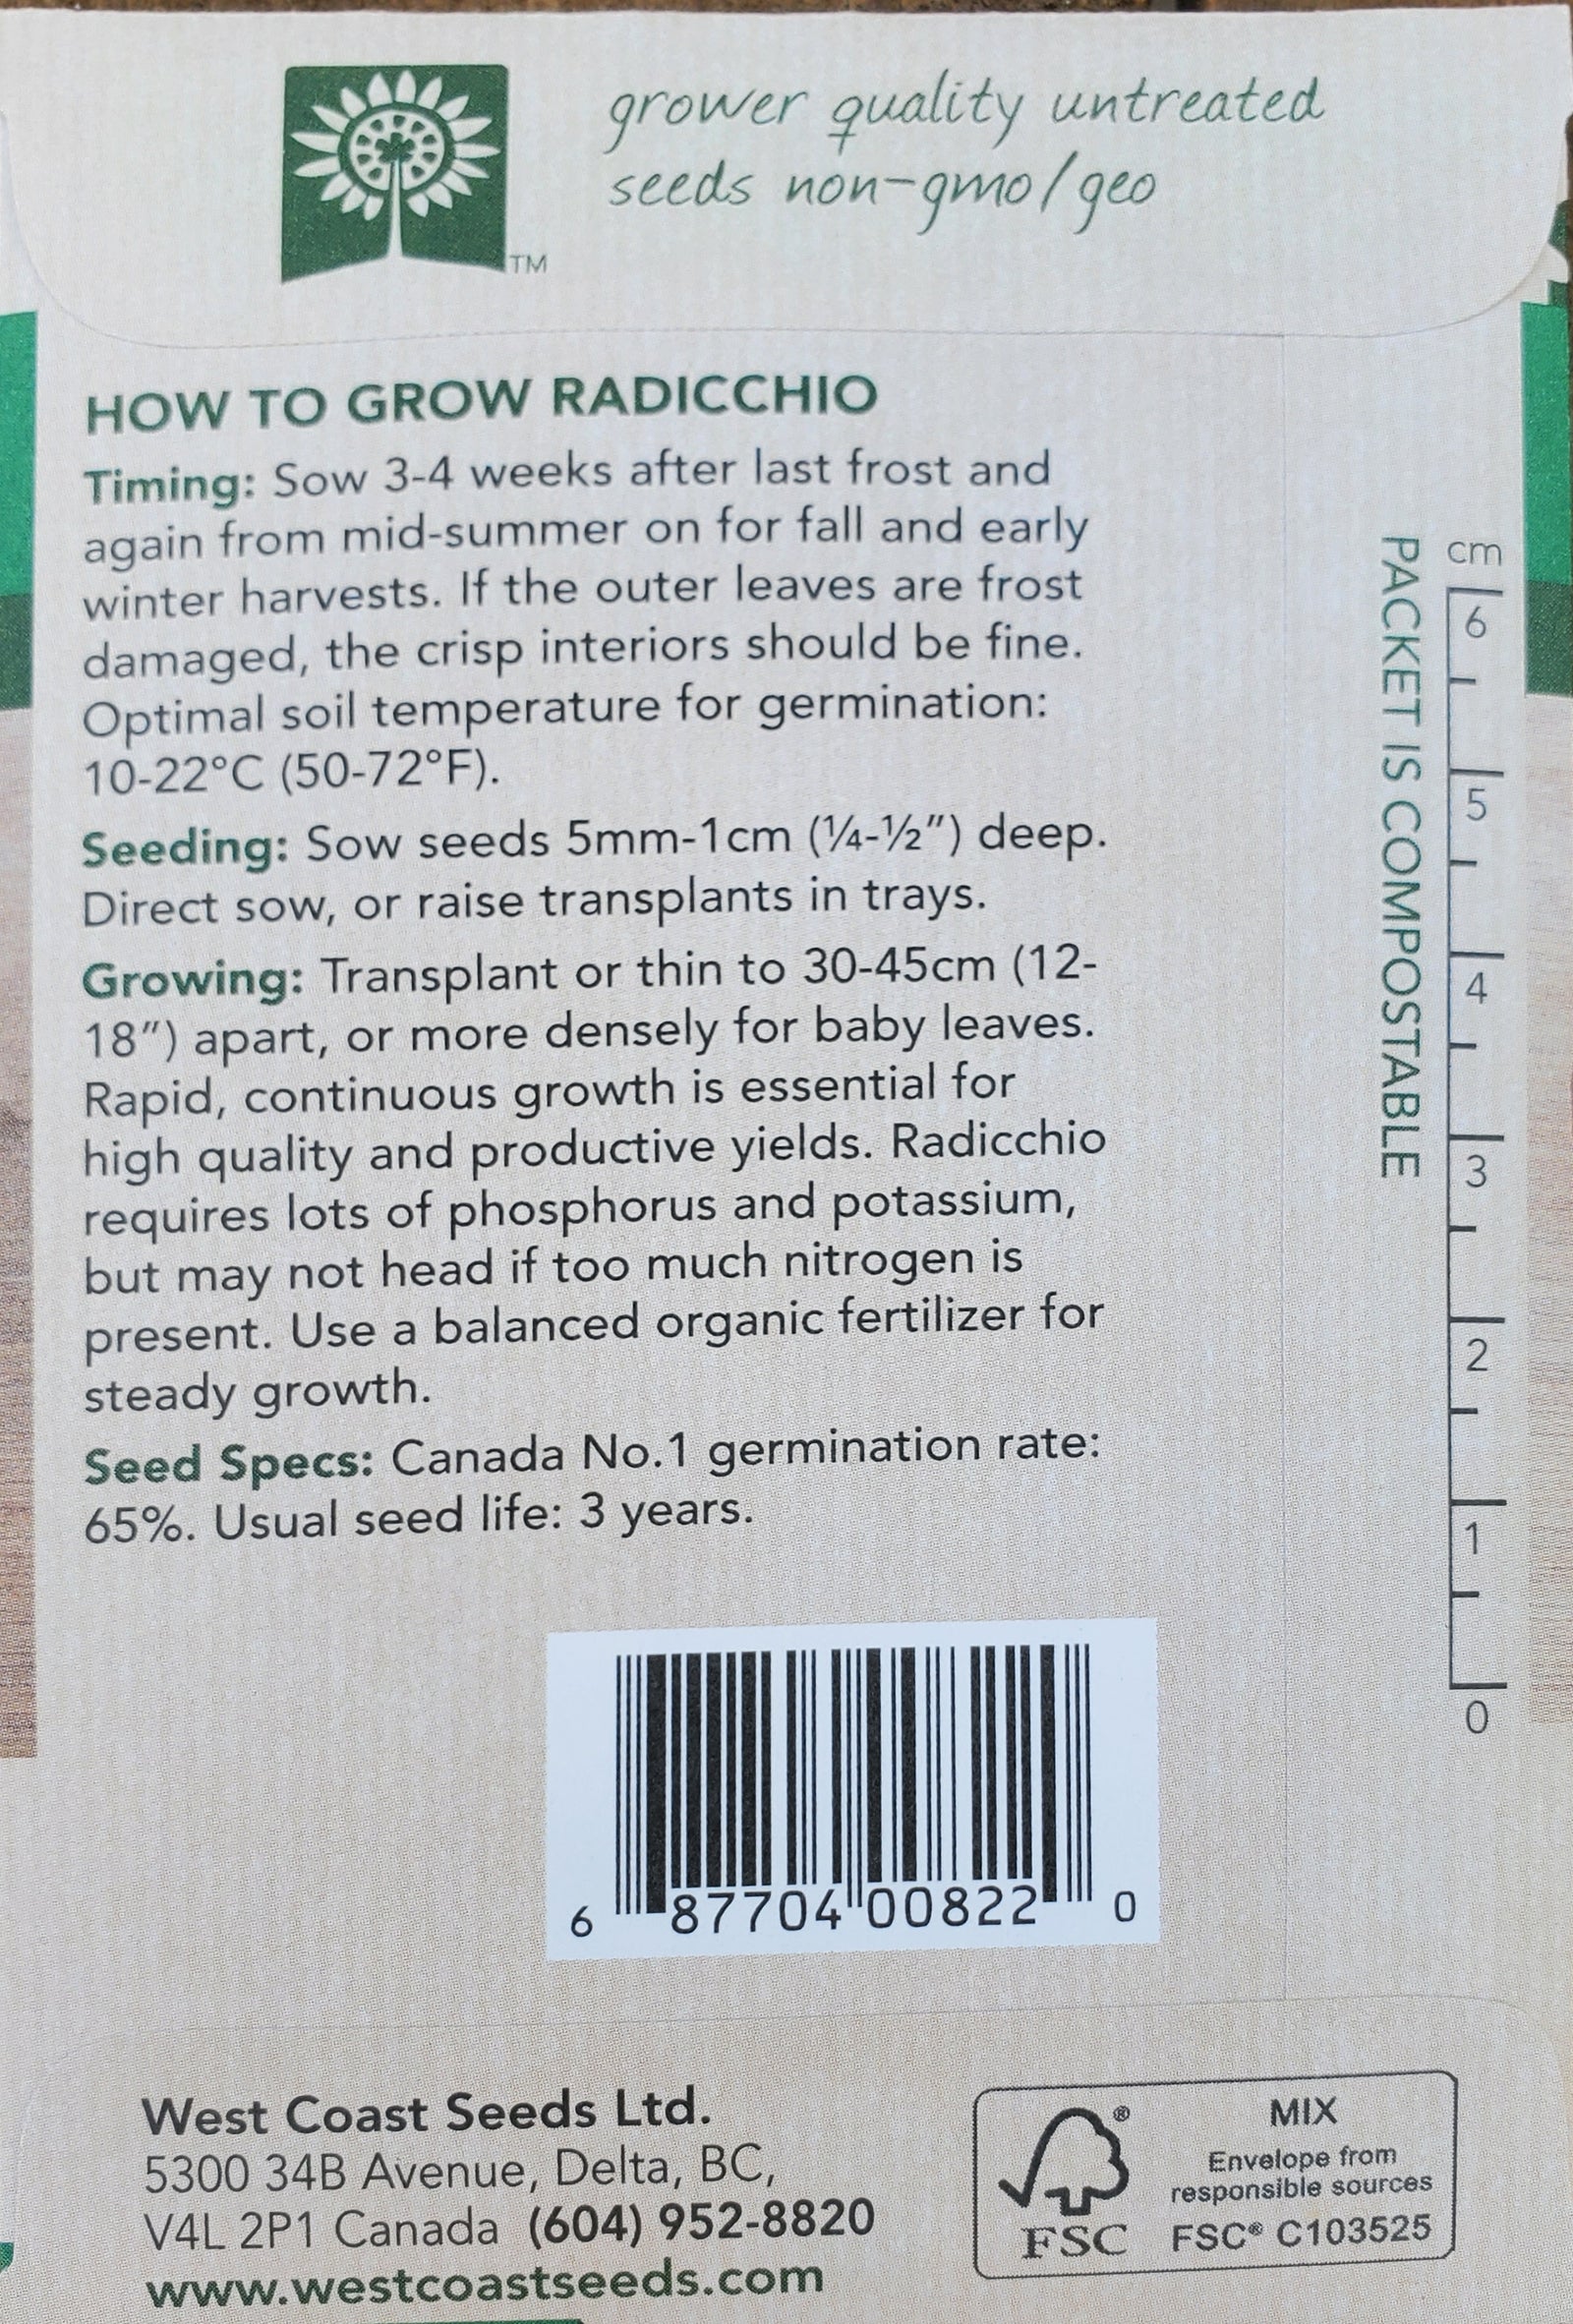 grower quality untreated
seeds non-gmo/geo
TM
HOW TO GROW RADICCHIO
Timing: Sow 3-4 weeks after last frost and
again from mid-summer on for fall and early
winter harvests. If the outer leaves are frost
damaged, the crisp interiors should be fine.
Optimal soil temperature for germination:
10-22°C (50-72°F).
Seeding: Sow seeds 5mm-1cm (¼-½") deep.
Direct sow, or raise transplants in trays.
Growing: Transplant or thin to 30-45cm (12-
18") apart, or more densely for baby leaves.
Rapid, continuous growth is essential for
high quality and productive yields. Radicchio
requires lots of phosphorus and potassium,
but may not head if too much nitrogen is
present. Use a balanced organic fertilizer for
steady growth.
Seed Specs: Canada No.1 germination rate:
65%. Usual seed life: 3 years.
PACKET IS COMPOSTABLE
cm
6
5
4
3
2
1
0
6 87704 00822 0
West Coast Seeds Ltd.
5300 34B Avenue, Delta, BC,
V4L 2P1 Canada (604) 952-8820
www.westcoastseeds.com
®
FSC
MIX
Envelope from
responsible sources
FSC® C103525